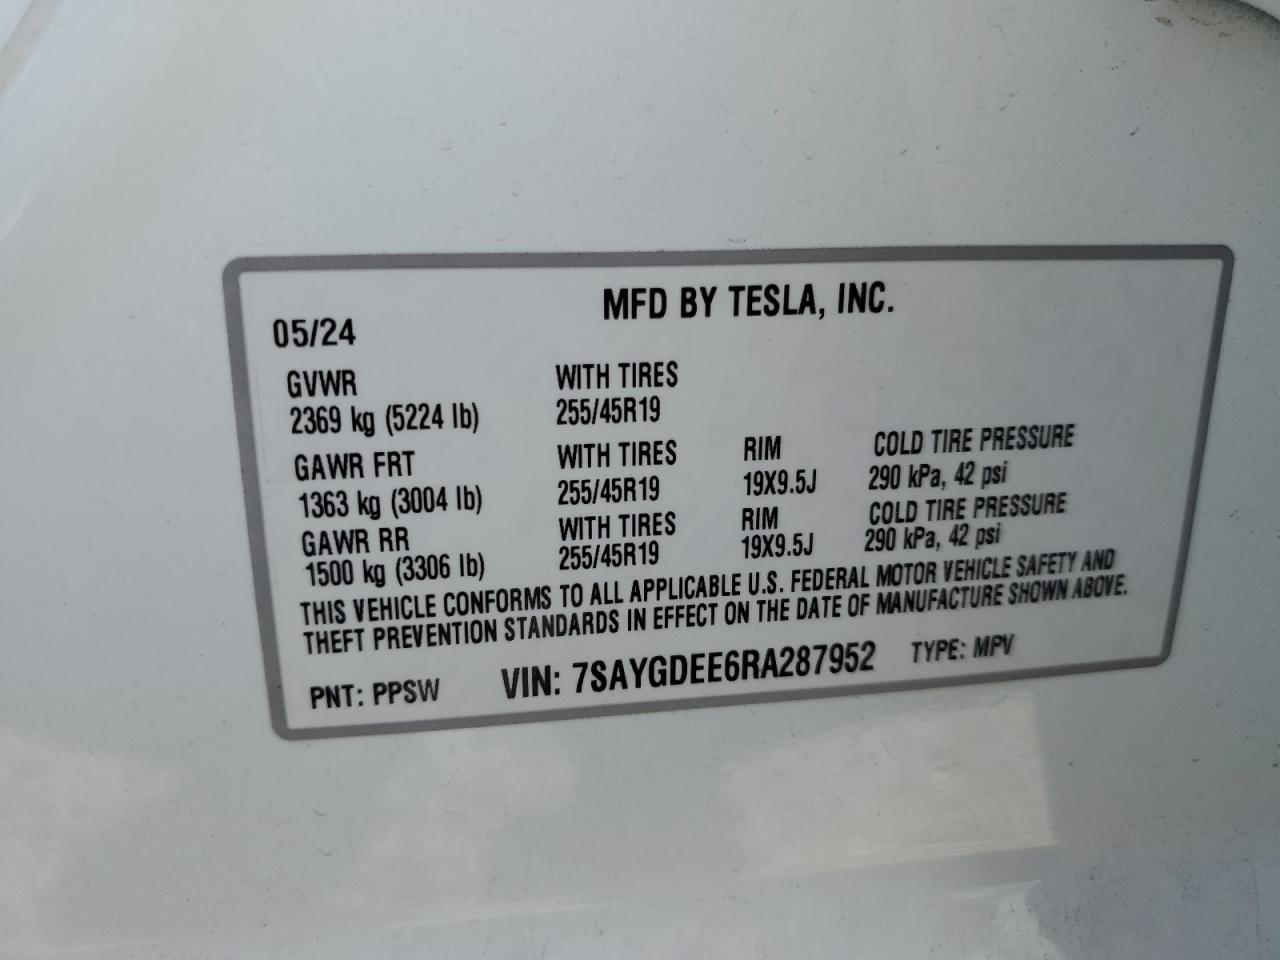 MFD BY TESLA, INC.
05/24
GVWR WITH TIRES
2369 kg (5224 lb) 255/45R19
GAWR FRT WITH TIRES RIM COLD TIRE PRESSURE
1363 kg (3004 lb) 255/45R19 19X9.5J 290 kPa, 42 psi
GAWR RR WITH TIRES RIM COLD TIRE PRESSURE
1500 kg (3306 lb) 255/45R19 19X9.5J 290 kPa, 42 psi
THIS VEHICLE CONFORMS TO ALL APPLICABLE U.S. FEDERAL MOTOR VEHICLE SAFETY AND
THEFT PREVENTION STANDARDS IN EFFECT ON THE DATE OF MANUFACTURE SHOWN ABOVE.
PNT: PPSW VIN: 7SAYGDEE6RA287952 TYPE: MPV